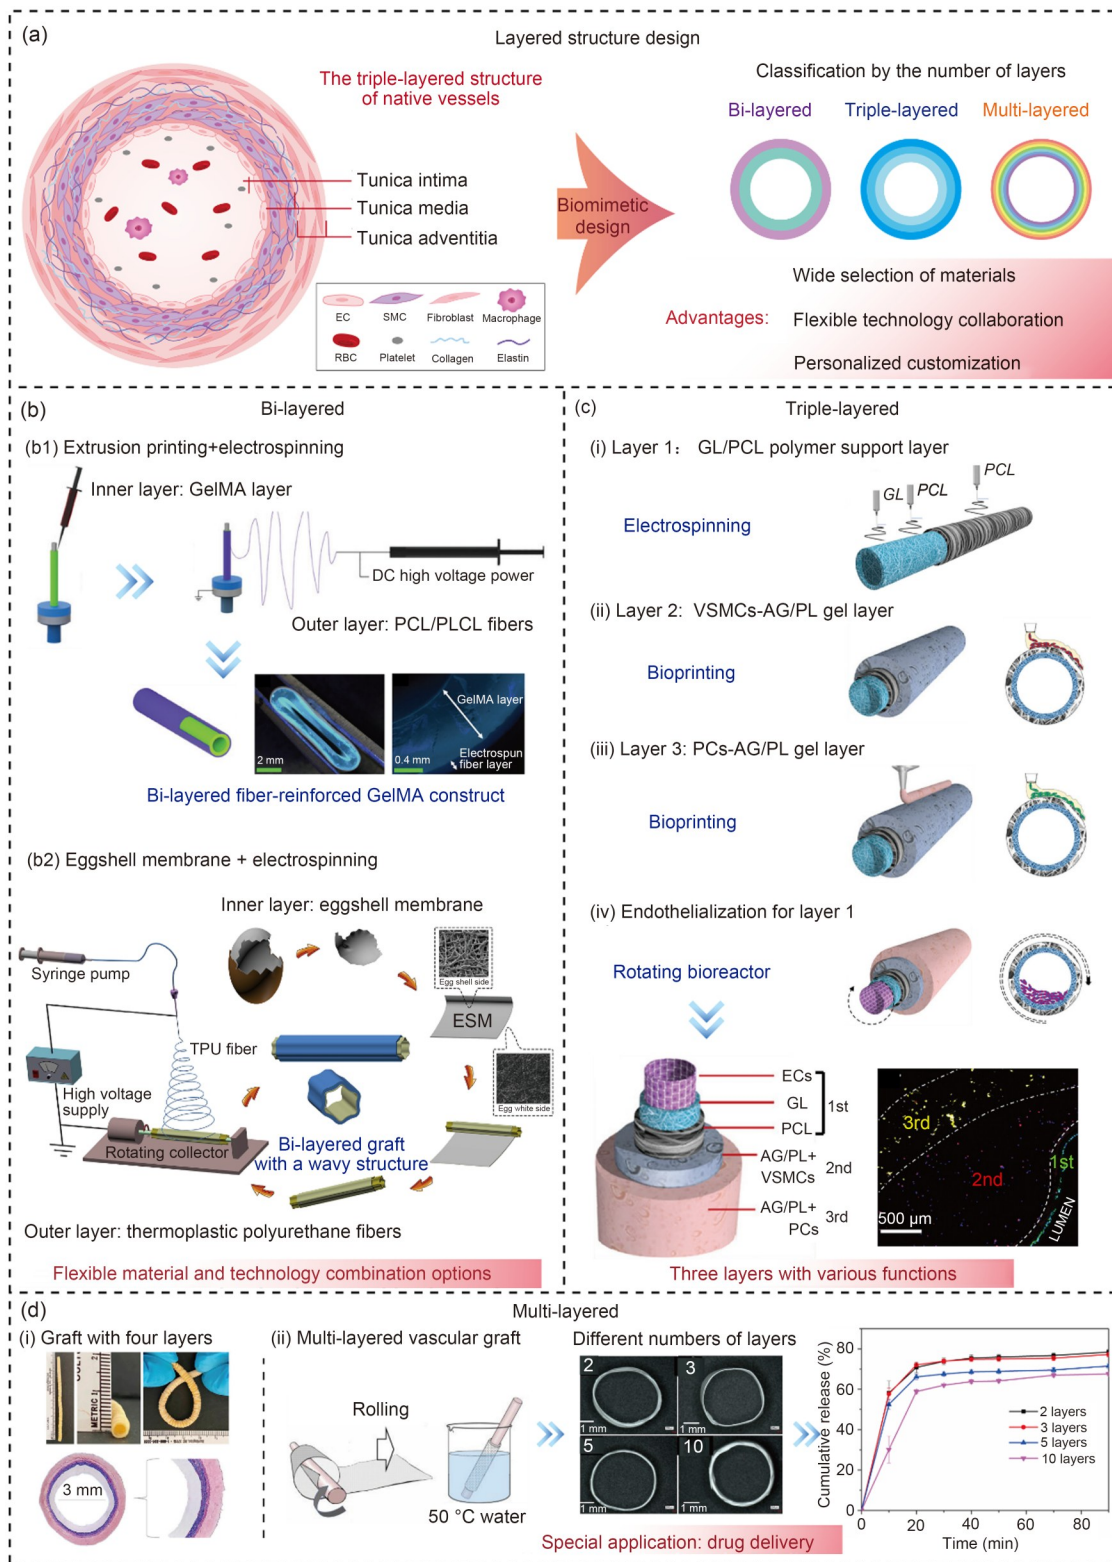 (a)
Layered structure design
The triple-layered structure
of native vessels
Tunica intima
Tunica media
Tunica adventitia
EC
SMC
Fibroblast
Macrophage
RBC
Platelet
Collagen
Elastin
Biomimetic
design
Classification by the number of layers
Bi-layered
Triple-layered
Multi-layered
Advantages:
Wide selection of materials
Flexible technology collaboration
Personalized customization
(b)
Bi-layered
(b1) Extrusion printing+electrospinning
Inner layer: GelMA layer
DC high voltage power
Outer layer: PCL/PLCL fibers
2 mm
GelMA layer
Electrospun
fiber layer
0.4 mm
Bi-layered fiber-reinforced GelMA construct
(b2) Eggshell membrane + electrospinning
Inner layer: eggshell membrane
Syringe pump
Egg shell side
ESM
TPU fiber
Egg white side
High voltage
supply
Rotating collector
Bi-layered graft
with a wavy structure
Outer layer: thermoplastic polyurethane fibers
Flexible material and technology combination options
(c)
Triple-layered
(i) Layer 1: GL/PCL polymer support layer
Electrospinning
GL
PCL
PCL
(ii) Layer 2: VSMCs-AG/PL gel layer
Bioprinting
(iii) Layer 3: PCs-AG/PL gel layer
Bioprinting
(iv) Endothelialization for layer 1
Rotating bioreactor
ECs
GL
PCL
1st
AG/PL+
VSMCs
2nd
AG/PL+
PCs
3rd
3rd
2nd
1st
LUMEN
500 μm
Three layers with various functions
(d)
Multi-layered
(i) Graft with four layers
METRIC 1
3 mm
(ii) Multi-layered vascular graft
Rolling
50 °C water
Different numbers of layers
2
1 mm
3
1 mm
5
1 mm
10
1 mm
Special application: drug delivery
Cumulative release (%)
80
70
60
50
40
30
20
10
0
0
20
40
60
80
Time (min)
2 layers
3 layers
5 layers
10 layers